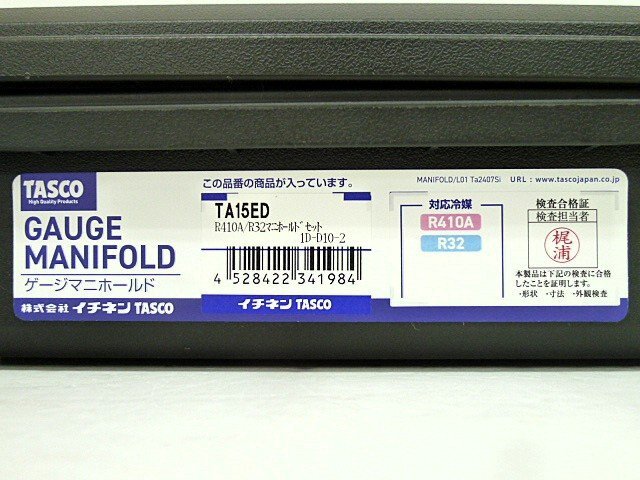 TASCO
High Quality Products
GAUGE
MANIFOLD
ゲージマニホールド
株式会社 イチネン TASCO
この品番の商品が入っています。
TA15ED
R410A/R32マニホールドセット
1D-D10-2
4 528422 341984
イチネン TASCO
MANIFOLD/L01 Ta2407Si URL : www.tascojapan.co.jp
対応冷媒
R410A
R32
検査合格証
検査担当者
梶浦
本製品は下記の検査に合格
したことを証明します。
・形状 ・寸法 ・外観検査